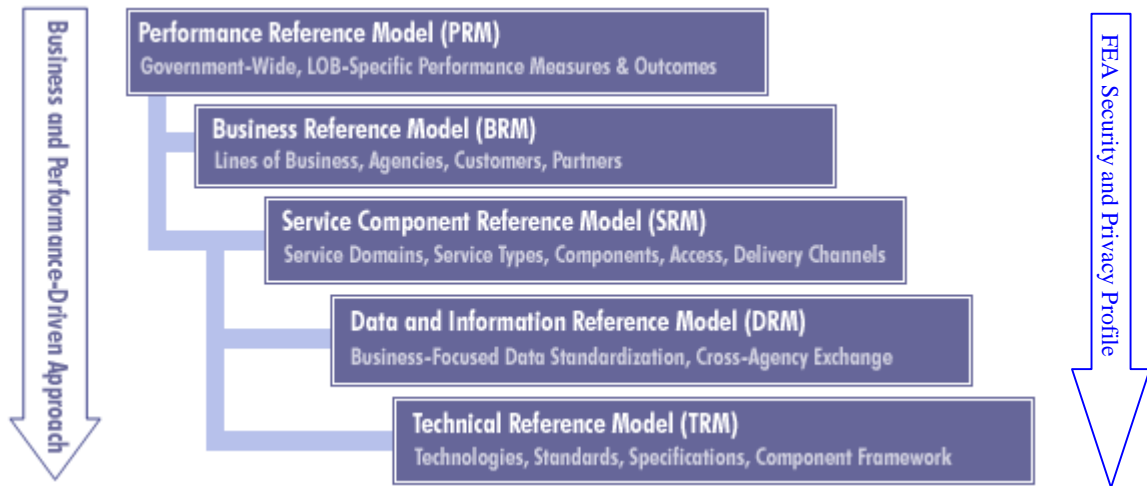 Business and Performance-Driven Approach
Performance Reference Model (PRM)
Government-Wide, LOB-Specific Performance Measures & Outcomes
Business Reference Model (BRM)
Lines of Business, Agencies, Customers, Partners
Service Component Reference Model (SRM)
Service Domains, Service Types, Components, Access, Delivery Channels
Data and Information Reference Model (DRM)
Business-Focused Data Standardization, Cross-Agency Exchange
Technical Reference Model (TRM)
Technologies, Standards, Specifications, Component Framework
FEA Security and Privacy Profile